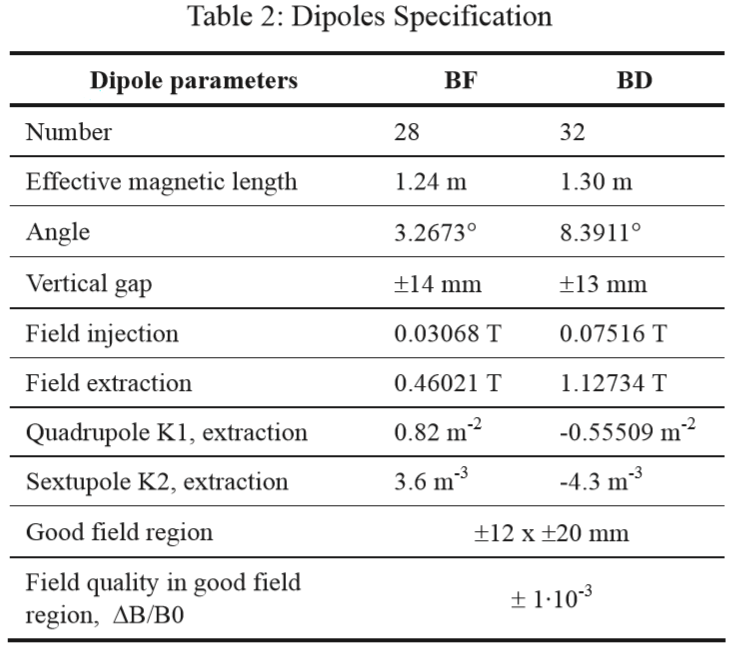 Table 2: Dipoles Specification
Dipole parameters BF BD
Number 28 32
Effective magnetic length 1.24 m 1.30 m
Angle 3.2673° 8.3911°
Vertical gap ±14 mm ±13 mm
Field injection 0.03068 T 0.07516 T
Field extraction 0.46021 T 1.12734 T
Quadrupole K1, extraction 0.82 m⁻² -0.55509 m⁻²
Sextupole K2, extraction 3.6 m⁻³ -4.3 m⁻³
Good field region ±12 x ±20 mm
Field quality in good field
region, ΔB/B0 ± 1·10⁻³